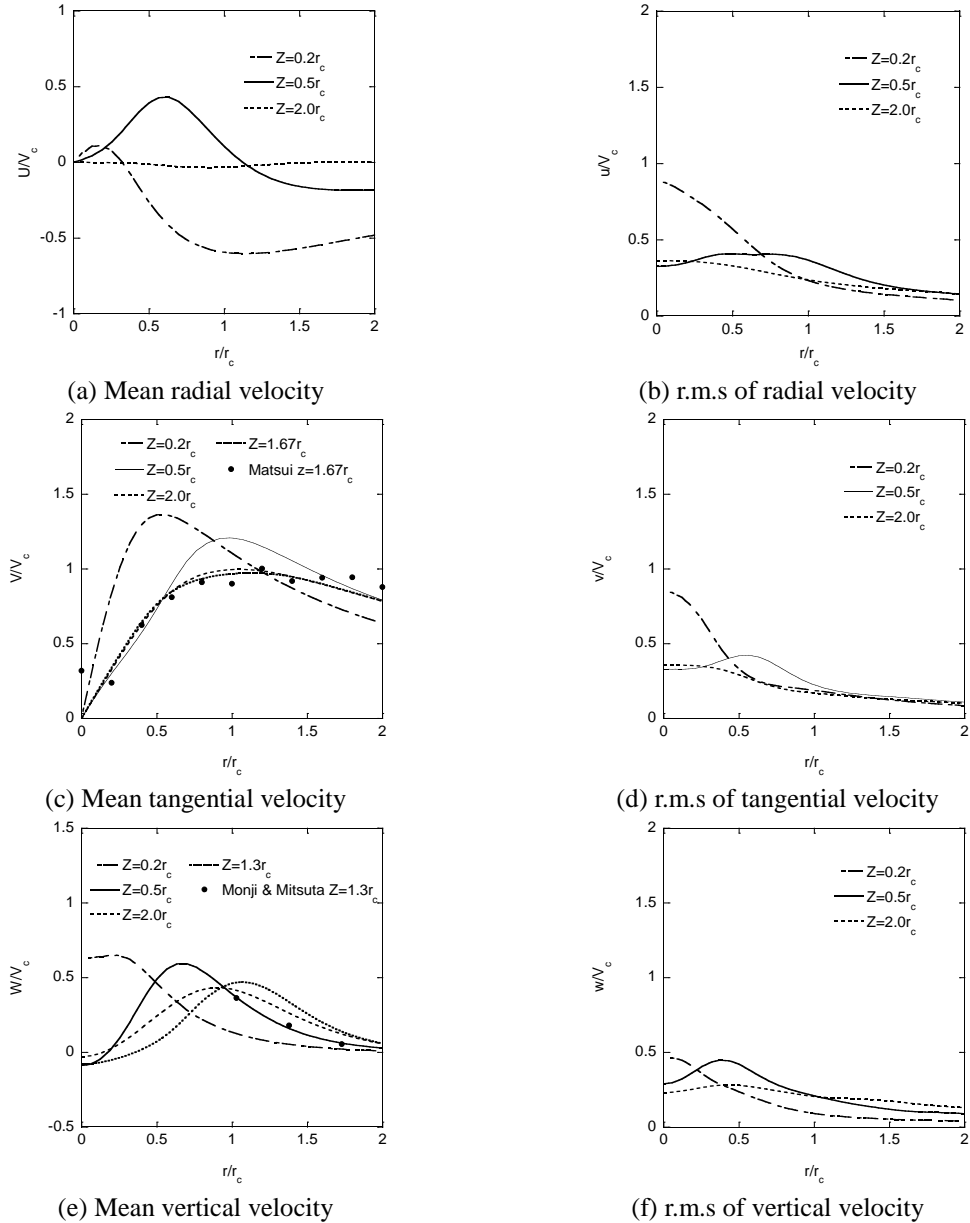 1
0.5
0
-0.5
-1
U/V_c
0 0.5 1 1.5 2
r/r_c
Z=0.2r_c
Z=0.5r_c
Z=2.0r_c
(a) Mean radial velocity
2
1.5
1
0.5
0
u/V_c
0 0.5 1 1.5 2
r/r_c
Z=0.2r_c
Z=0.5r_c
Z=2.0r_c
(b) r.m.s of radial velocity
2
1.5
1
0.5
0
V/V_c
0 0.5 1 1.5 2
r/r_c
Z=0.2r_c Z=1.67r_c
Z=0.5r_c Matsui z=1.67r_c
Z=2.0r_c
(c) Mean tangential velocity
2
1.5
1
0.5
0
v/V_c
0 0.5 1 1.5 2
r/r_c
Z=0.2r_c
Z=0.5r_c
Z=2.0r_c
(d) r.m.s of tangential velocity
1.5
1
0.5
0
-0.5
W/V_c
0 0.5 1 1.5 2
r/r_c
Z=0.2r_c Z=1.3r_c
Z=0.5r_c Monji & Mitsuta Z=1.3r_c
Z=2.0r_c
(e) Mean vertical velocity
2
1.5
1
0.5
0
w/V_c
0 0.5 1 1.5 2
r/r_c
Z=0.2r_c
Z=0.5r_c
Z=2.0r_c
(f) r.m.s of vertical velocity